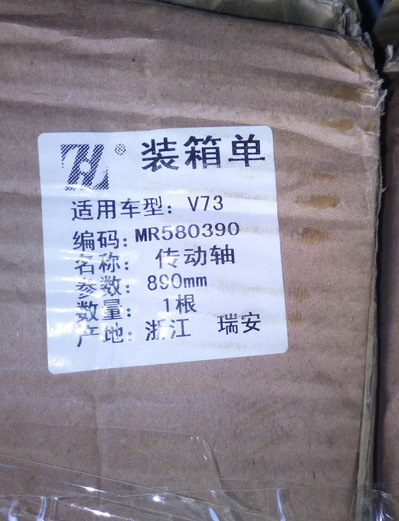 ® 装箱单
适用车型：V73
编码：MR580390
名称：传动轴
参数：890mm
数量：1根
产地：浙江 瑞安